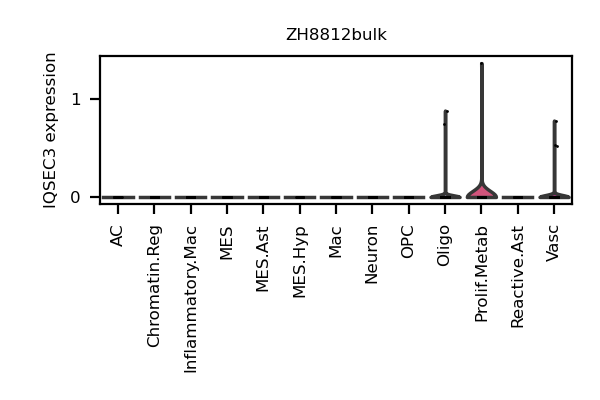 ZH8812bulk
IQSEC3 expression
1
0
AC
Chromatin.Reg
Inflammatory.Mac
MES
MES.Ast
MES.Hyp
Mac
Neuron
OPC
Oligo
Prolif.Metab
Reactive.Ast
Vasc